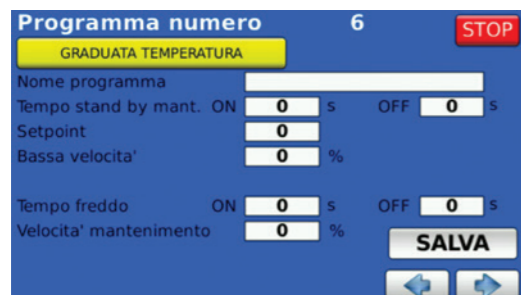 Programma numero 6 STOP
GRADUATA TEMPERATURA
Nome programma
Tempo stand by mant. ON 0 s OFF 0 s
Setpoint 0
Bassa velocita' 0 %
Tempo freddo ON 0 s OFF 0 s
Velocita' mantenimento 0 %
SALVA